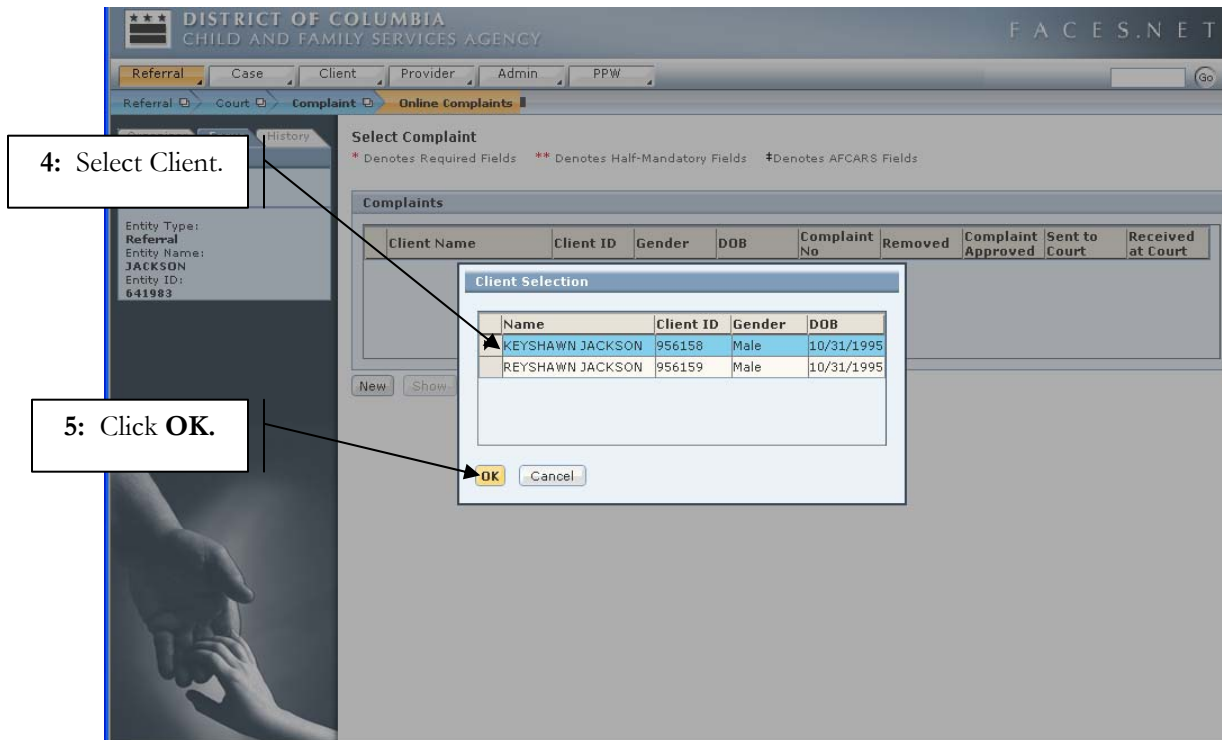 DISTRICT OF COLUMBIA
CHILD AND FAMILY SERVICES AGENCY
FACES.NET
Referral Case Client Provider Admin PPW Go
Referral Court Complaint Online Complaints
History
4: Select Client.
Select Complaint
* Denotes Required Fields ** Denotes Half-Mandatory Fields ‡Denotes AFCARS Fields
Complaints
Entity Type:
Referral
Entity Name:
JACKSON
Entity ID:
641983
Client Name Client ID Gender DOB Complaint No Removed Complaint Approved Sent to Court Received at Court
Client Selection
Name Client ID Gender DOB
KEYSHAWN JACKSON 956158 Male 10/31/1995
REYSHAWN JACKSON 956159 Male 10/31/1995
New Show
5: Click OK.
OK Cancel